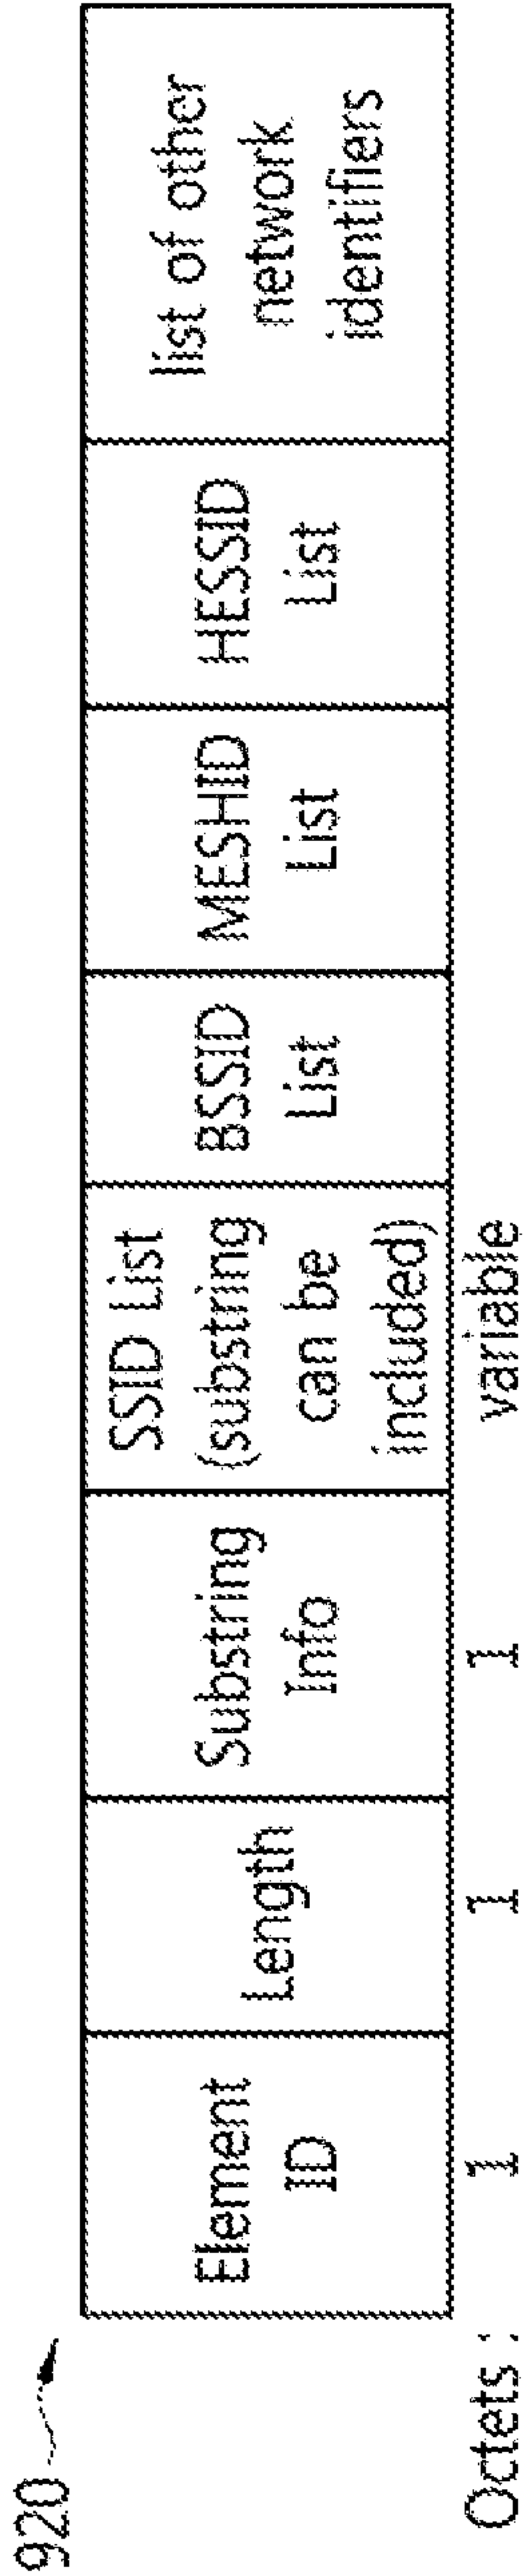 920
Element
ID
Length
Substring
Info
SSID List
(substring
can be
included)
BSSID
List
MESHID
List
HESSID
List
list of other
network
identifiers
Octets : 1 1 1 variable